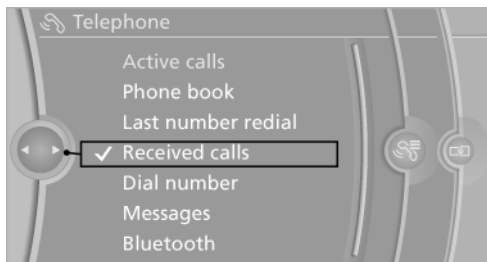 Telephone
Active calls
Phone book
Last number redial
Received calls
Dial number
Messages
Bluetooth